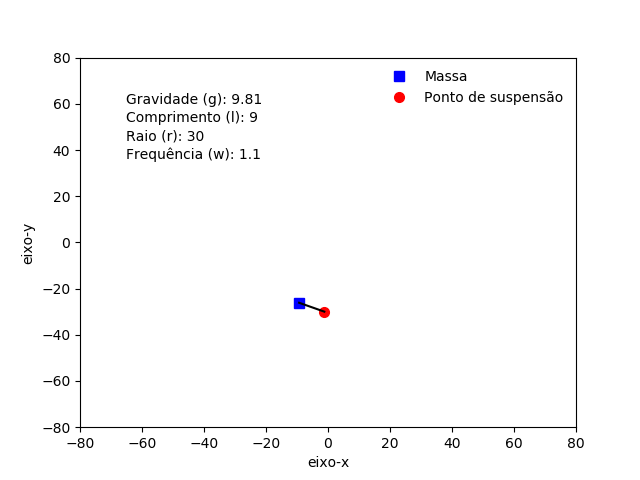 Massa
Ponto de suspensão
Gravidade (g): 9.81
Comprimento (l): 9
Raio (r): 30
Frequência (w): 1.1
eixo-y
80
60
40
20
0
−20
−40
−60
−80
−80 −60 −40 −20 0 20 40 60 80
eixo-x